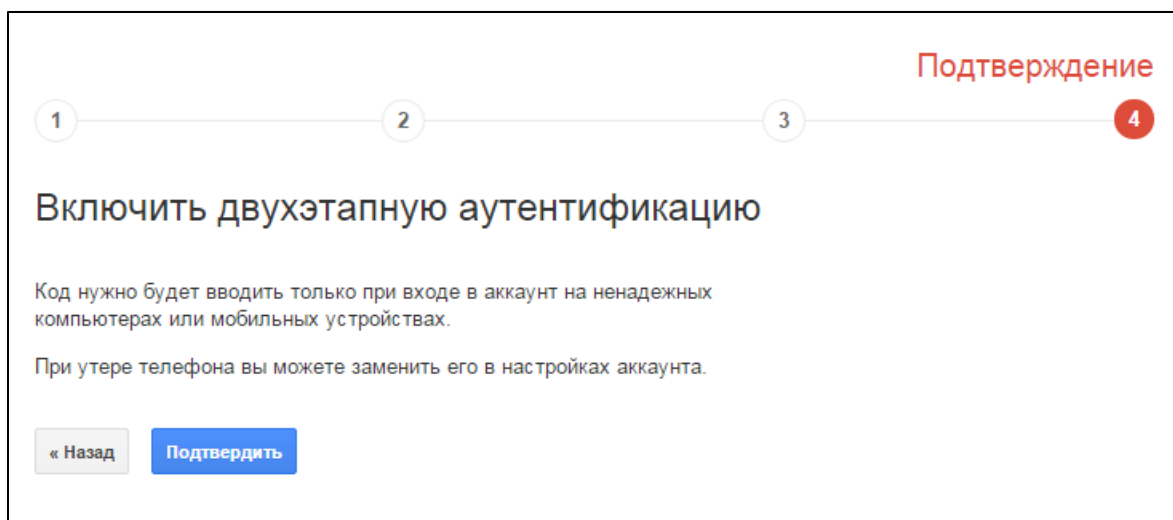 Подтверждение
1 2 3 4
Включить двухэтапную аутентификацию
Код нужно будет вводить только при входе в аккаунт на ненадежных
компьютерах или мобильных устройствах.
При утере телефона вы можете заменить его в настройках аккаунта.
« Назад Подтвердить